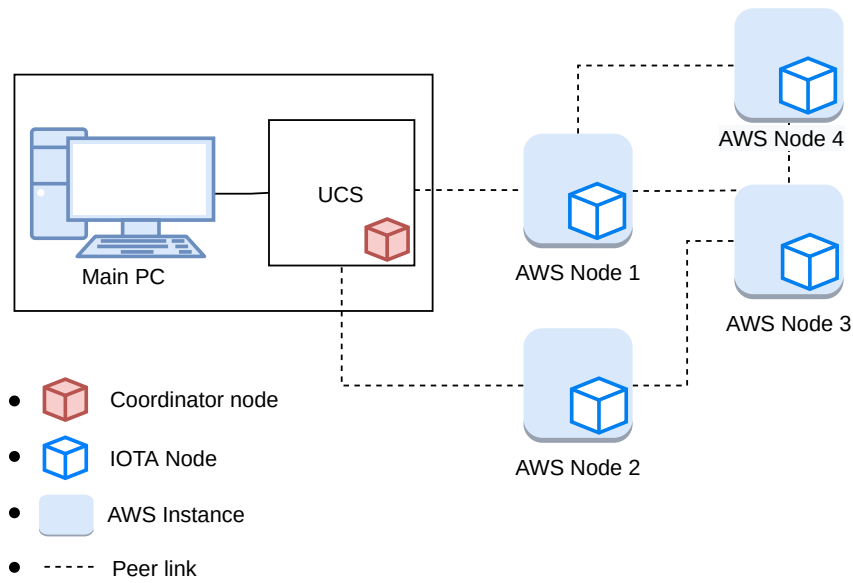 AWS Node 4
UCS
Main PC
AWS Node 1
AWS Node 3
AWS Node 2
Coordinator node
IOTA Node
AWS Instance
Peer link